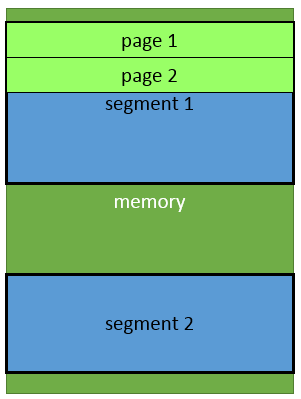 page 1
page 2
segment 1
memory
segment 2